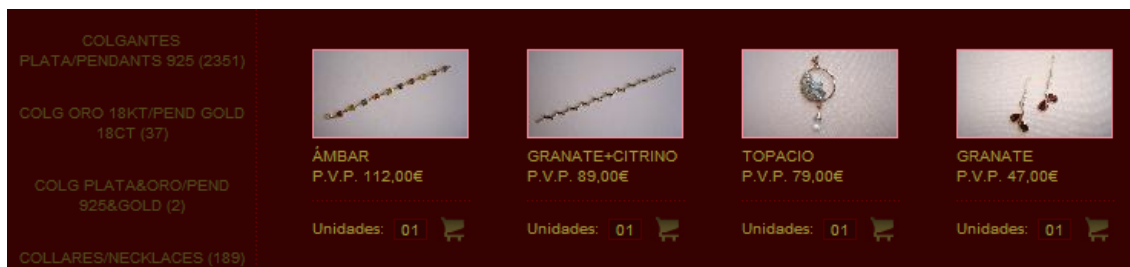 COLGANTES
PLATA/PENDANTS 925 (2351)
COLG ORO 18KT/PEND GOLD
18CT (37)
COLG PLATA&ORO/PEND
925&GOLD (2)
COLLARES/NECKLACES (189)
ÁMBAR
P.V.P. 112,00€
Unidades: 01
GRANATE+CITRINO
P.V.P. 89,00€
Unidades: 01
TOPACIO
P.V.P. 79,00€
Unidades: 01
GRANATE
P.V.P. 47,00€
Unidades: 01